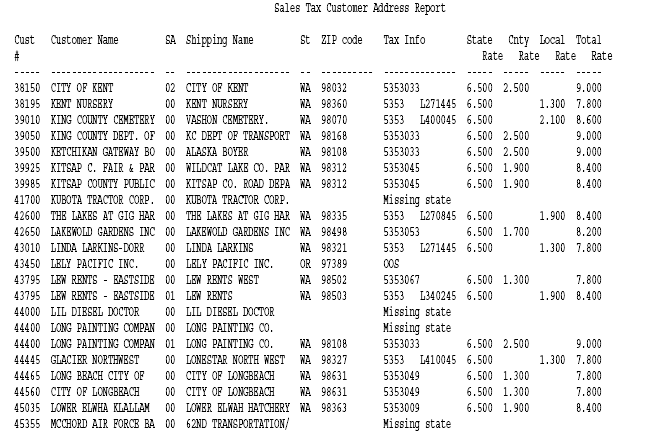 Sales Tax Customer Address Report
Cust Customer Name SA Shipping Name St ZIP code Tax Info State Cnty Local Total
# Rate Rate Rate Rate
----- -------------------- -- -------------------- -- ---------- -------------- ----- ----- ----- -----
38150 CITY OF KENT 02 CITY OF KENT WA 98032 5353033 6.500 2.500 9.000
38195 KENT NURSERY 00 KENT NURSERY WA 98360 5353 L271445 6.500 1.300 7.800
39010 KING COUNTY CEMETERY 00 VASHON CEMETERY. WA 98070 5353 L400445 6.500 2.100 8.600
39050 KING COUNTY DEPT. OF 00 KC DEPT OF TRANSPORT WA 98168 5353033 6.500 2.500 9.000
39500 KETCHIKAN GATEWAY BO 00 ALASKA BOYER WA 98108 5353033 6.500 2.500 9.000
39925 KITSAP C. FAIR & PAR 00 WILDCAT LAKE CO. PAR WA 98312 5353045 6.500 1.900 8.400
39985 KITSAP COUNTY PUBLIC 00 KITSAP CO. ROAD DEPA WA 98312 5353045 6.500 1.900 8.400
41700 KUBOTA TRACTOR CORP. 00 KUBOTA TRACTOR CORP. Missing state
42600 THE LAKES AT GIG HAR 00 THE LAKES AT GIG HAR WA 98335 5353 L270845 6.500 1.900 8.400
42650 LAKEWOLD GARDENS INC 00 LAKEWOLD GARDENS INC WA 98498 5353053 6.500 1.700 8.200
43010 LINDA LARKINS-DORR 00 LINDA LARKINS WA 98321 5353 L271445 6.500 1.300 7.800
43450 LELY PACIFIC INC. 00 LELY PACIFIC INC. OR 97389 OOS
43795 LEW RENTS - EASTSIDE 00 LEW RENTS WEST WA 98502 5353067 6.500 1.300 7.800
43795 LEW RENTS - EASTSIDE 01 LEW RENTS WA 98503 5353 L340245 6.500 1.900 8.400
44000 LIL DIESEL DOCTOR 00 LIL DIESEL DOCTOR Missing state
44400 LONG PAINTING COMPAN 00 LONG PAINTING CO. Missing state
44400 LONG PAINTING COMPAN 01 LONG PAINTING CO. WA 98108 5353033 6.500 2.500 9.000
44445 GLACIER NORTHWEST 00 LONESTAR NORTH WEST WA 98327 5353 L410045 6.500 1.300 7.800
44465 LONG BEACH CITY OF 00 CITY OF LONGBEACH WA 98631 5353049 6.500 1.300 7.800
44560 CITY OF LONGBEACH 00 CITY OF LONGBEACH WA 98631 5353049 6.500 1.300 7.800
45035 LOWER ELWHA KLALLAM 00 LOWER ELWAH HATCHERY WA 98363 5353009 6.500 1.900 8.400
45355 MCCHORD AIR FORCE BA 00 62ND TRANSPORTATION/ Missing state